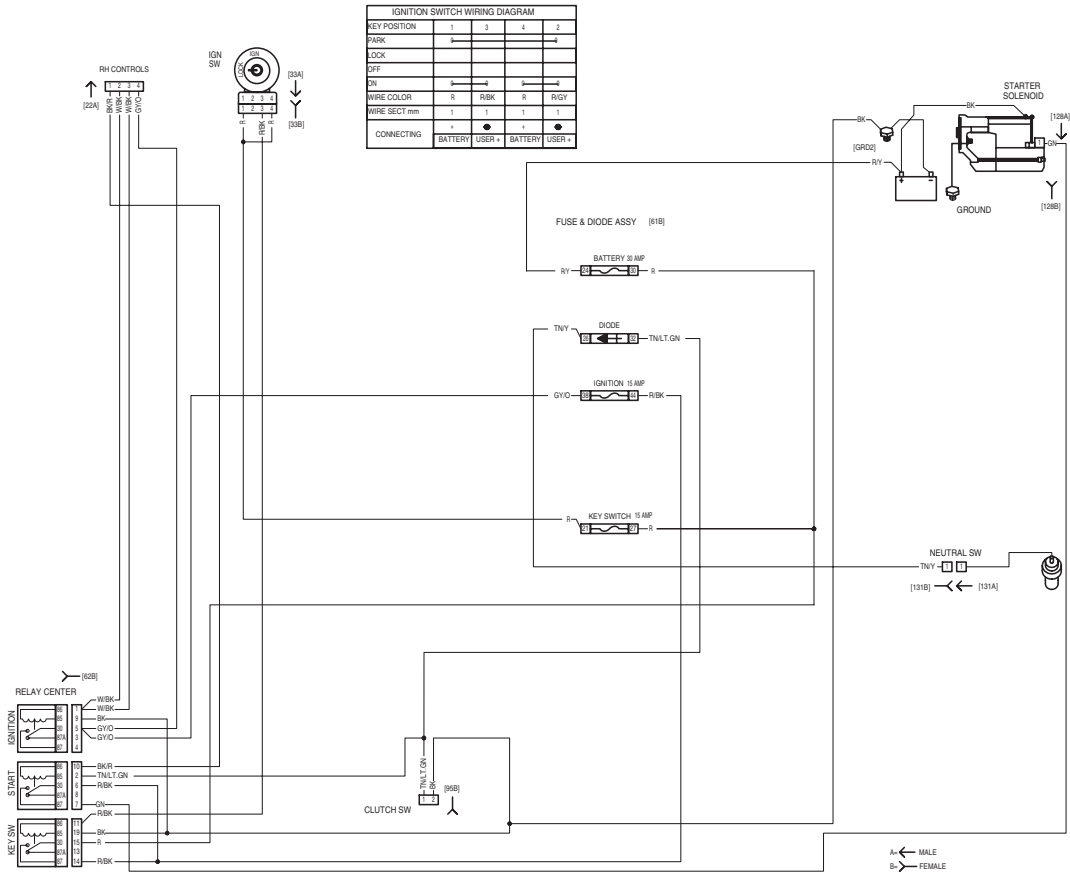 IGNITION SWITCH WIRING DIAGRAM
KEY POSITION 1 3 4 2
PARK
LOCK
OFF
ON
WIRE COLOR R R/BK R R/GY
WIRE SECT mm 1 1 1 1
CONNECTING + +
BATTERY USER + BATTERY USER +
IGN SW
IGN
LOCK
[33A]
1 2 3 4
1 2 3 4
[33B]
R R/BK R
RH CONTROLS
1 2 3 4
[22A]
BK/R W/BK W/BK GY/O
STARTER
SOLENOID
BK
[128A]
BK
[GRD2]
1 GN
R/Y
+ -
GROUND
[128B]
FUSE & DIODE ASSY [61B]
BATTERY 30 AMP
R/Y 24 30 R
DIODE
TN/Y 26 32 TN/LT.GN
IGNITION 15 AMP
GY/O 38 44 R/BK
KEY SWITCH 15 AMP
R 21 27 R
NEUTRAL SW
TN/Y 1 1
[131B] [131A]
[62B]
RELAY CENTER
IGNITION
86 1 W/BK
W/BK
85 9 BK
30 5 GY/O
87A 3 GY/O
87 4
START
86 10 BK/R
85 2 TN/LT.GN
30 6 R/BK
87A 8
87 7 GN
KEY SW
R/BK
86 11
85 19 BK
30 15 R
87A 13
87 14 R/BK
TN/LT.GN BK
1 2
[95B]
CLUTCH SW
A= MALE
B= FEMALE